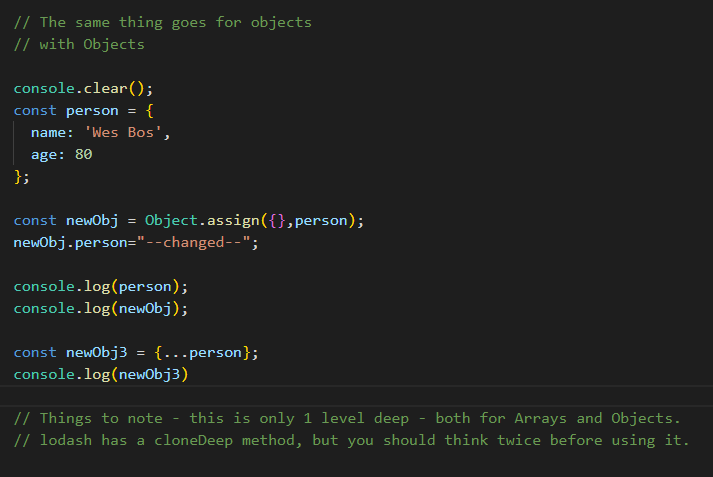 // The same thing goes for objects
// with Objects
console.clear();
const person = {
name: 'Wes Bos',
age: 80
};
const newObj = Object.assign({},person);
newObj.person="--changed--";
console.log(person);
console.log(newObj);
const newObj3 = {...person};
console.log(newObj3)
// Things to note - this is only 1 level deep - both for Arrays and Objects.
// lodash has a cloneDeep method, but you should think twice before using it.